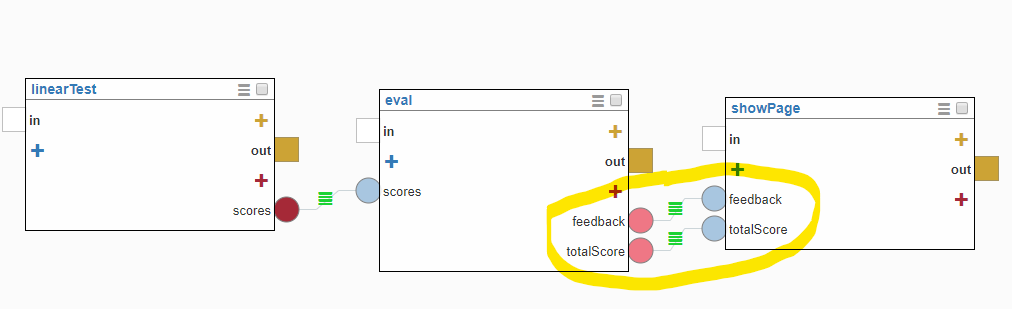 linearTest
in
out
scores
eval
in
out
scores
feedback
totalScore
showPage
in
out
feedback
totalScore